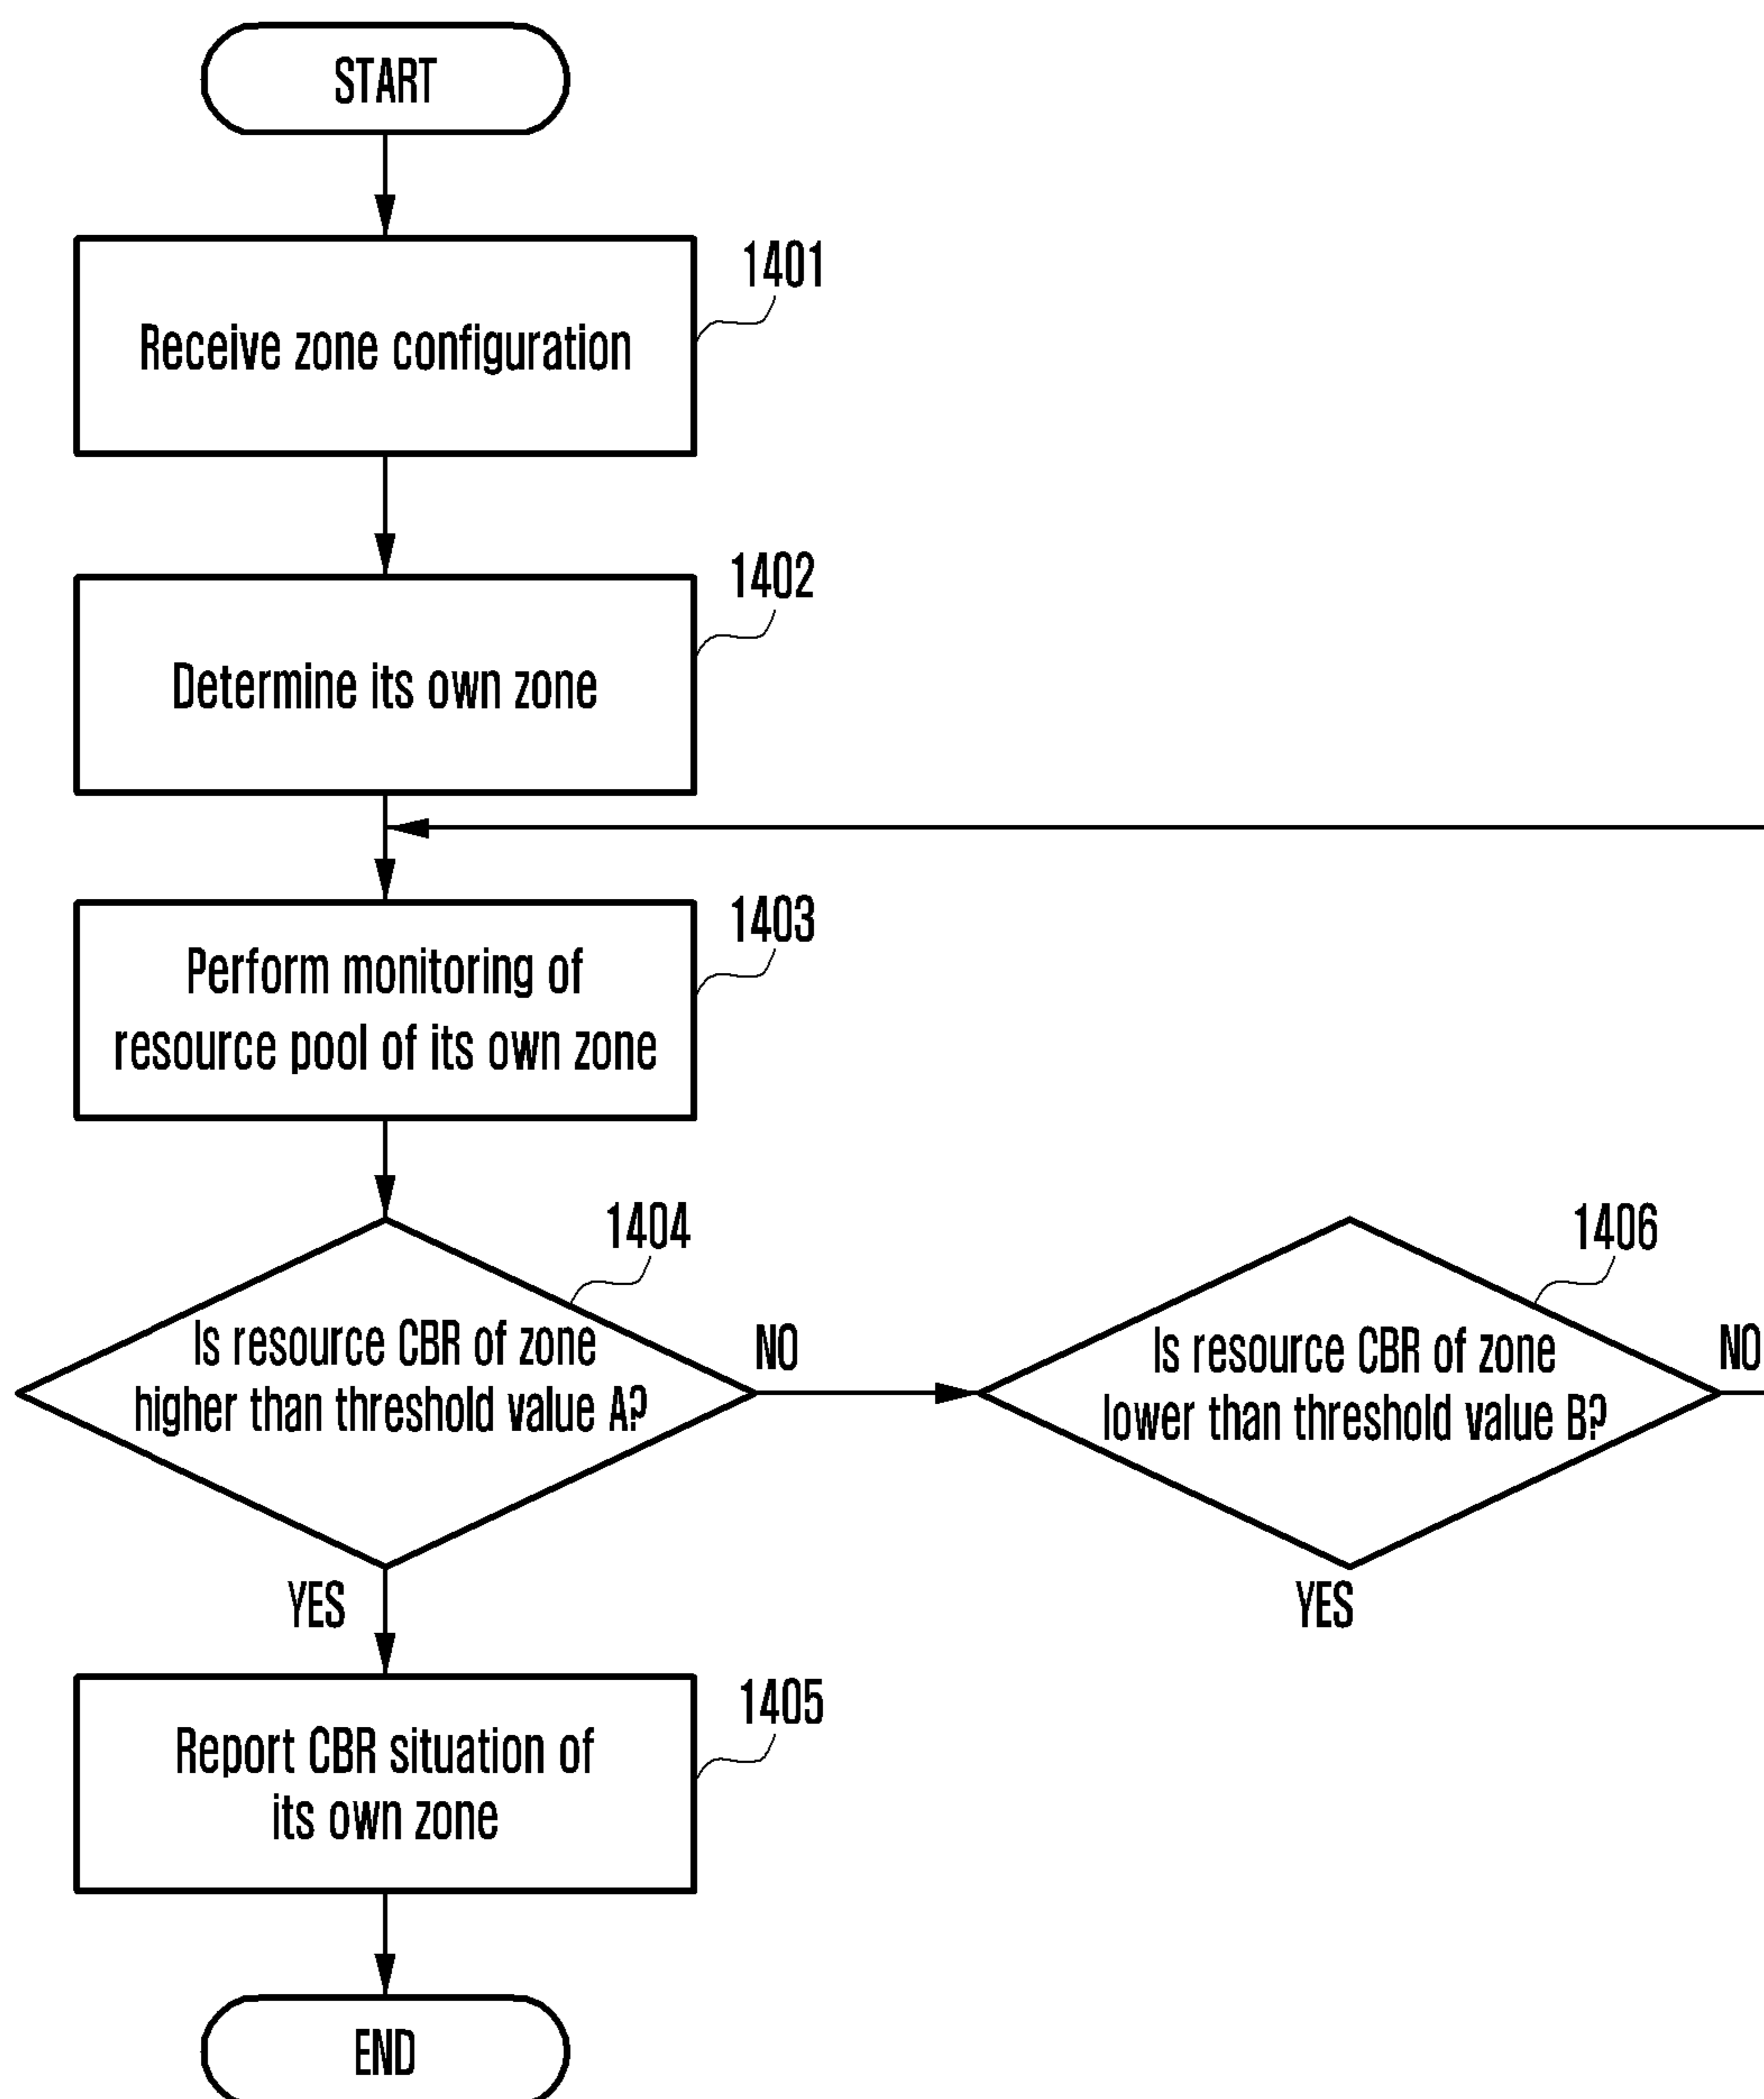 START
1401
Receive zone configuration
1402
Determine its own zone
1403
Perform monitoring of
resource pool of its own zone
1404
Is resource CBR of zone
higher than threshold value A?
NO
1406
Is resource CBR of zone
lower than threshold value B?
NO
YES
YES
1405
Report CBR situation of
its own zone
END